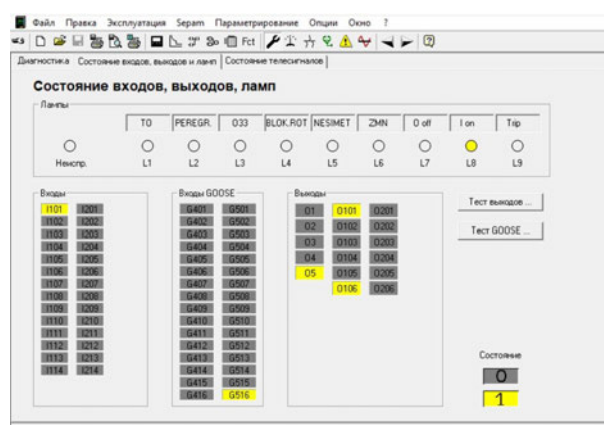 Файл Правка Эксплуатация Sepam Параметрирование Опции Окно ?
Fct
Диагностика Состояние входов, выходов и ламп Состояние телесигналов
Состояние входов, выходов, ламп
Лампы
TO PEREGR. O33 BLOK.ROT NESIMET ZMN O off I on Trip
Неиспр. L1 L2 L3 L4 L5 L6 L7 L8 L9
Входы Входы GOOSE Выходы
I101 I201 G401 G501 O1 O101 O201 Тест выходов ...
I102 I202 G402 G502 O2 O102 O202
I103 I203 G403 G503 O3 O103 O203 Тест GOOSE ...
I104 I204 G404 G504 O4 O104 O204
I105 I205 G405 G505 O5 O105 O205
I106 I206 G406 G506 O106 O206
I107 I207 G407 G507
I108 I208 G408 G508
I109 I209 G409 G509
I110 I210 G410 G510
I111 I211 G411 G511
I112 I212 G412 G512
I113 I213 G413 G513 Состояние
I114 I214 G414 G514 0
G415 G515
G416 G516 1